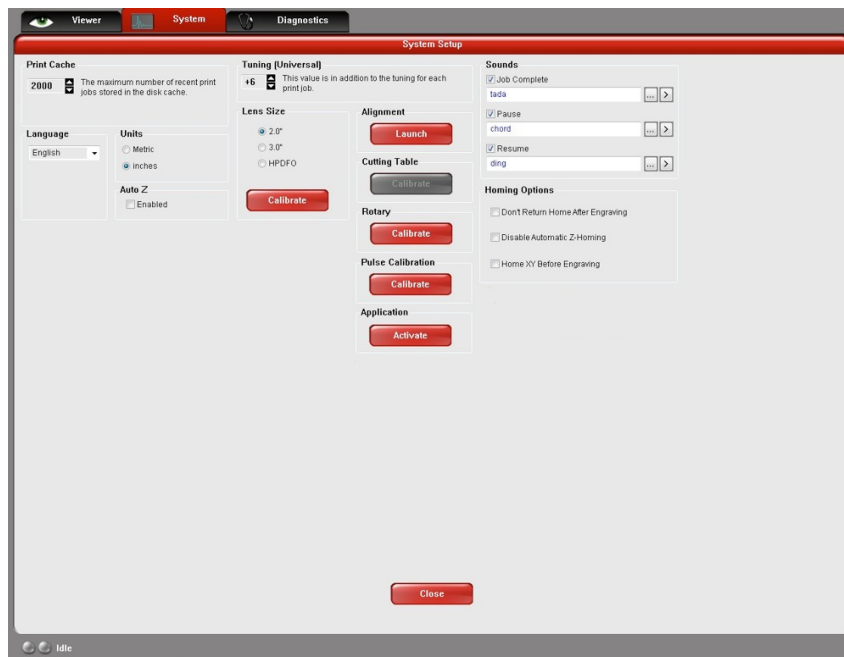 Viewer
System
Diagnostics
System Setup
Print Cache
2000
The maximum number of recent print
jobs stored in the disk cache.
Language
English
Units
Metric
inches
Auto Z
Enabled
Tuning (Universal)
+6
This value is in addition to the tuning for each
print job.
Lens Size
2.0"
3.0"
HPDFO
Calibrate
Alignment
Launch
Cutting Table
Calibrate
Rotary
Calibrate
Pulse Calibration
Calibrate
Application
Activate
Sounds
Job Complete
tada
... >
Pause
chord
... >
Resume
ding
... >
Homing Options
Don't Return Home After Engraving
Disable Automatic Z-Homing
Home XY Before Engraving
Close
Idle